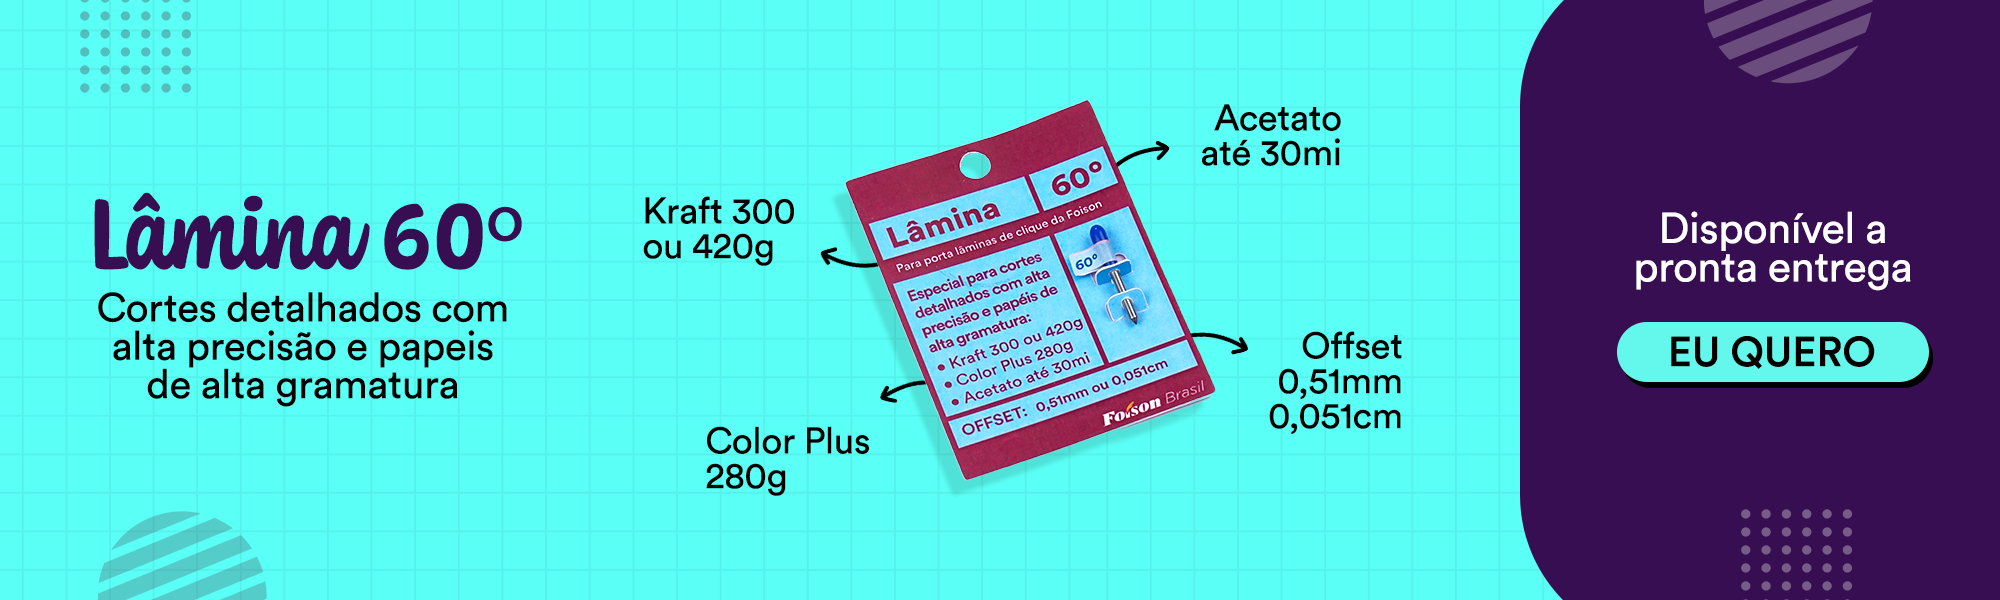 Lâmina 60º
Cortes detalhados com
alta precisão e papeis
de alta gramatura
Kraft 300
ou 420g
Color Plus
280g
Lâmina
60º
Para porta lâminas de clique da Foison
Especial para cortes
detalhados com alta
precisão e papéis de
alta gramatura:
• Kraft 300 ou 420g
• Color Plus 280g
• Acetato até 30mi
60º
OFFSET: 0,51mm ou 0,051cm
Foison Brasil
Acetato
até 30mi
Offset
0,51mm
0,051cm
Disponível a
pronta entrega
EU QUERO